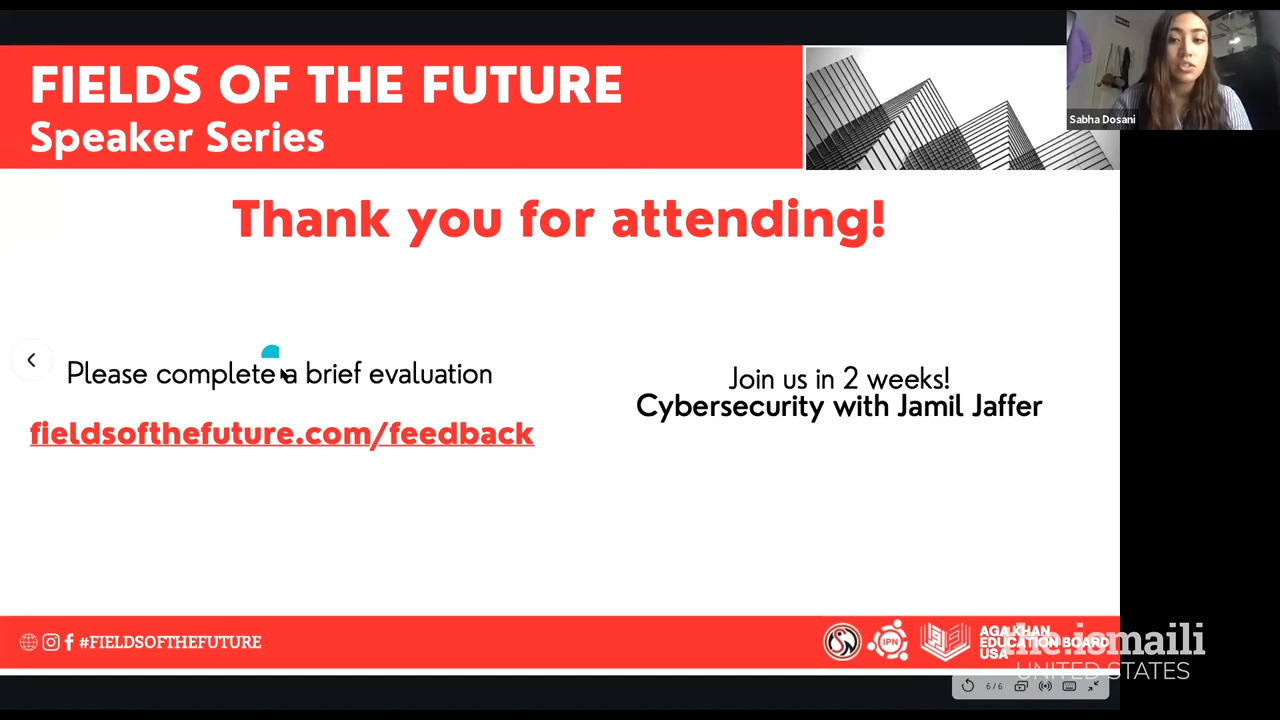 FIELDS OF THE FUTURE
Speaker Series
Sabha Dosani
Thank you for attending!
Please complete a brief evaluation
fieldsofthefuture.com/feedback
Join us in 2 weeks!
Cybersecurity with Jamil Jaffer
#FIELDSOFTHEFUTURE
IPN
AGA KHAN
EDUCATION BOARD
USA
the.ismaili
UNITED STATES
6/6